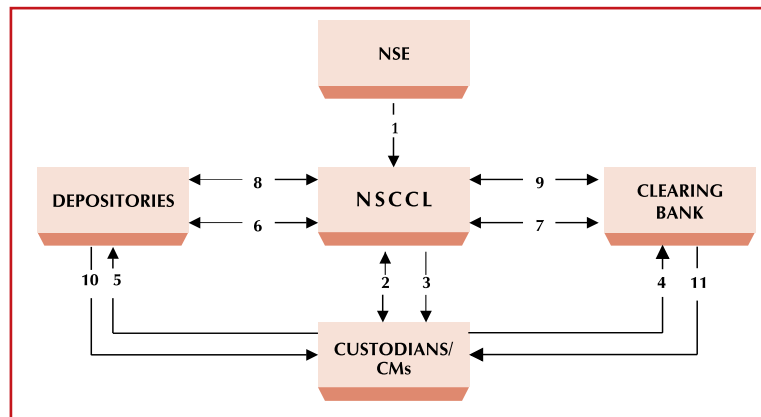 NSE
1
DEPOSITORIES
8
6
NSCCL
9
7
CLEARING
BANK
10
5
2
3
4
11
CUSTODIANS/
CMs